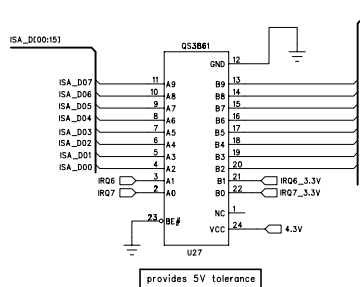 ISA_D[00:15]
QS3861
GND 12
ISA_D07 11 A9 B9 13
ISA_D06 10 A8 B8 14
ISA_D05 9 A7 B7 15
ISA_D04 8 A6 B6 16
ISA_D03 7 A5 B5 17
ISA_D02 6 A4 B4 18
ISA_D01 5 A3 B3 19
ISA_D00 4 A2 B2 20
IRQ6 3 A1 B1 21 IRQ6_3.3V
IRQ7 2 A0 B0 22 IRQ7_3.3V
NC 1
23 BE# VCC 24 4.3V
U27
provides 5V tolerance